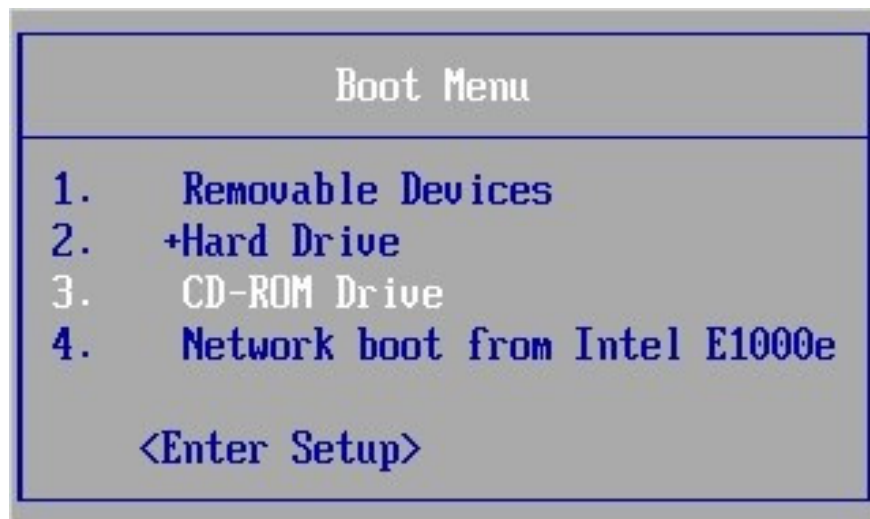 Boot Menu
1. Removable Devices
2. +Hard Drive
3. CD-ROM Drive
4. Network boot from Intel E1000e
<Enter Setup>